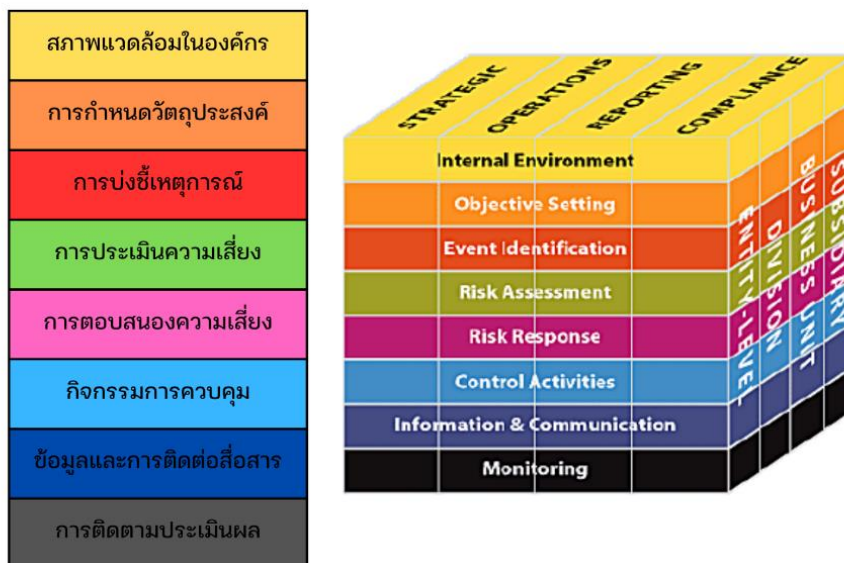 สภาพแวดล้อมในองค์กร
การกำหนดวัตถุประสงค์
การบ่งชี้เหตุการณ์
การประเมินความเสี่ยง
การตอบสนองความเสี่ยง
กิจกรรมการควบคุม
ข้อมูลและการติดต่อสื่อสาร
การติดตามประเมินผล
STRATEGIC
OPERATIONS
REPORTING
COMPLIANCE
Internal Environment
Objective Setting
Event Identification
Risk Assessment
Risk Response
Control Activities
Information & Communication
Monitoring
ENTITY-LEVEL
DIVISION
BUSINESS UNIT
SUBSIDIARY